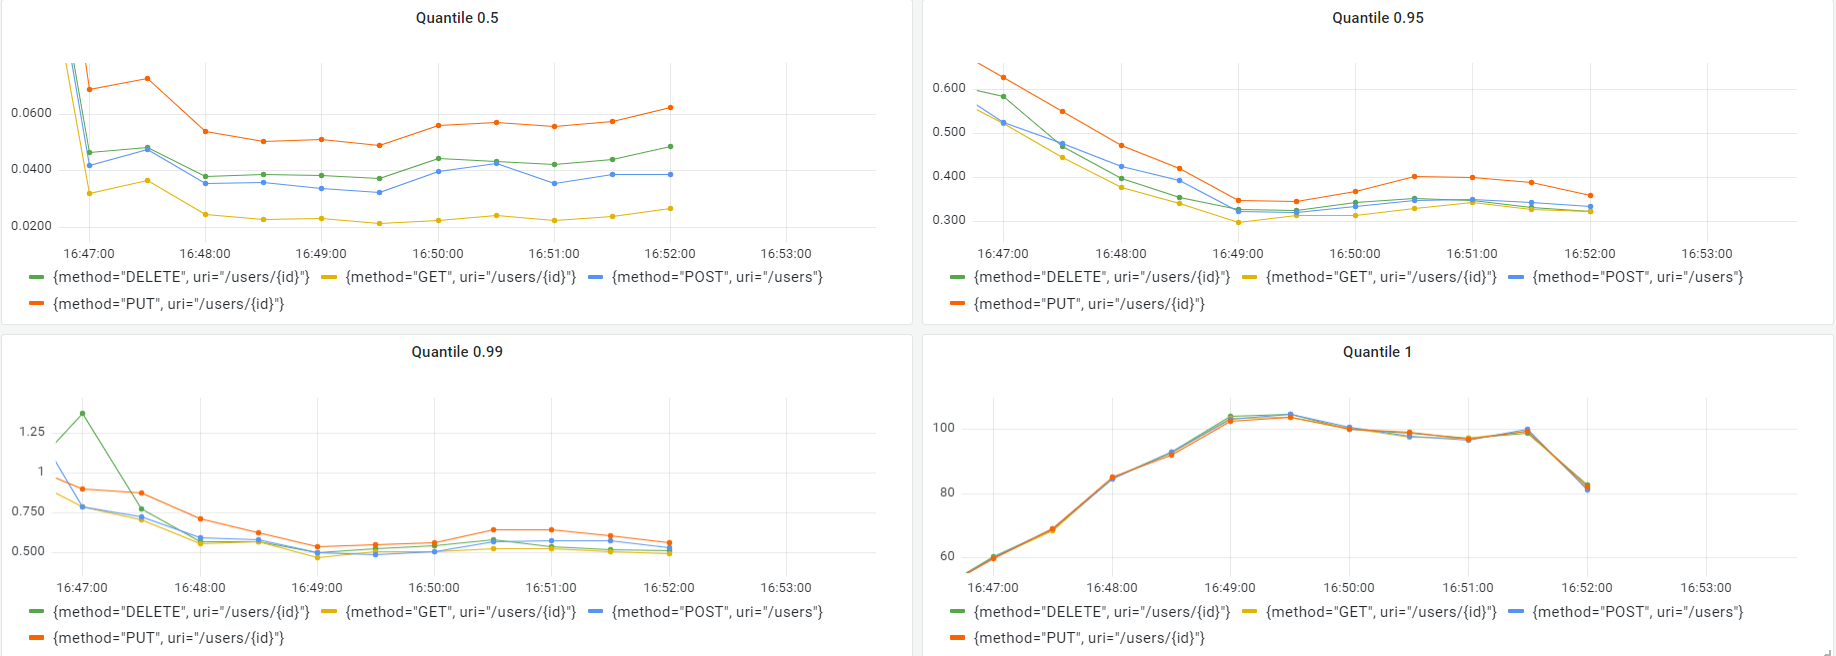 Quantile 0.5
0.0600
0.0400
0.0200
16:47:00 16:48:00 16:49:00 16:50:00 16:51:00 16:52:00 16:53:00
{method="DELETE", uri="/users/{id}"} {method="GET", uri="/users/{id}"} {method="POST", uri="/users"}
{method="PUT", uri="/users/{id}"}
Quantile 0.95
0.600
0.500
0.400
0.300
16:47:00 16:48:00 16:49:00 16:50:00 16:51:00 16:52:00 16:53:00
{method="DELETE", uri="/users/{id}"} {method="GET", uri="/users/{id}"} {method="POST", uri="/users"}
{method="PUT", uri="/users/{id}"}
Quantile 0.99
1.25
1
0.750
0.500
16:47:00 16:48:00 16:49:00 16:50:00 16:51:00 16:52:00 16:53:00
{method="DELETE", uri="/users/{id}"} {method="GET", uri="/users/{id}"} {method="POST", uri="/users"}
{method="PUT", uri="/users/{id}"}
Quantile 1
100
80
60
16:47:00 16:48:00 16:49:00 16:50:00 16:51:00 16:52:00 16:53:00
{method="DELETE", uri="/users/{id}"} {method="GET", uri="/users/{id}"} {method="POST", uri="/users"}
{method="PUT", uri="/users/{id}"}